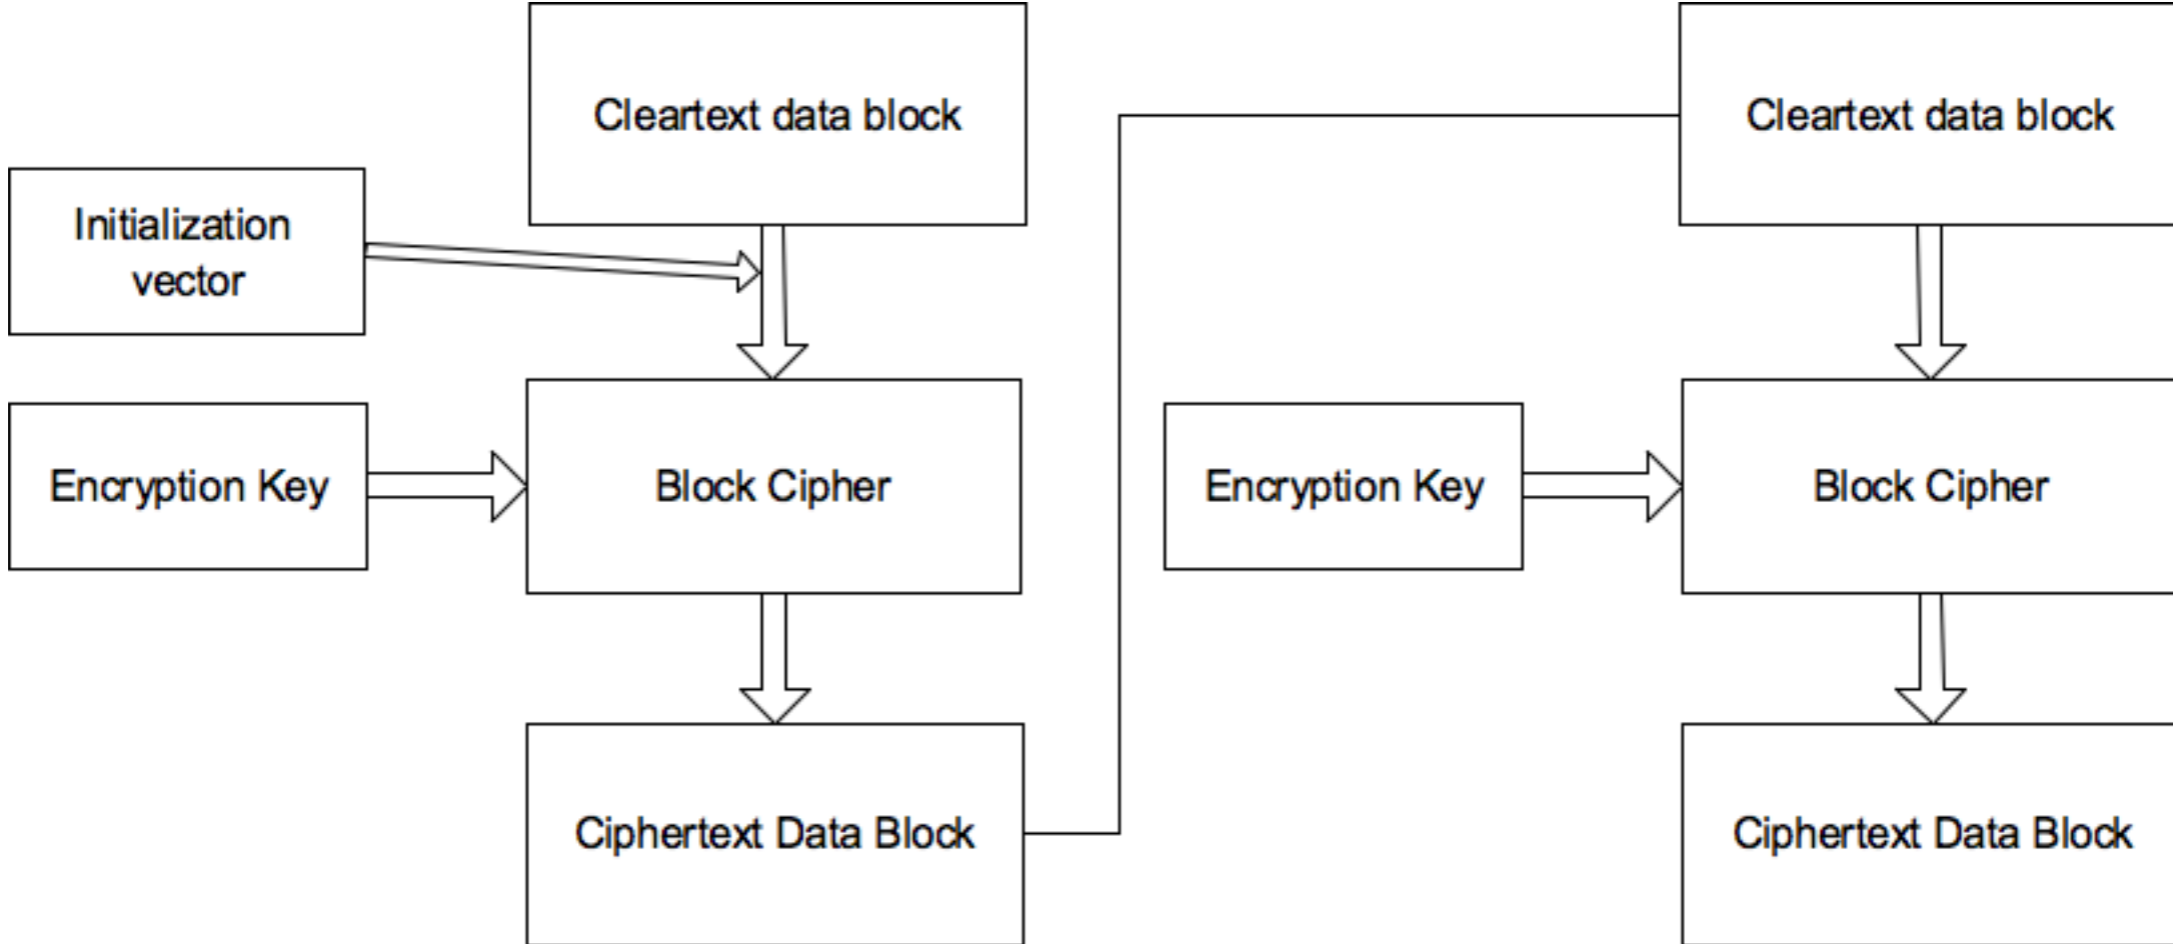 Cleartext data block
Cleartext data block
Initialization
vector
Encryption Key
Block Cipher
Encryption Key
Block Cipher
Ciphertext Data Block
Ciphertext Data Block